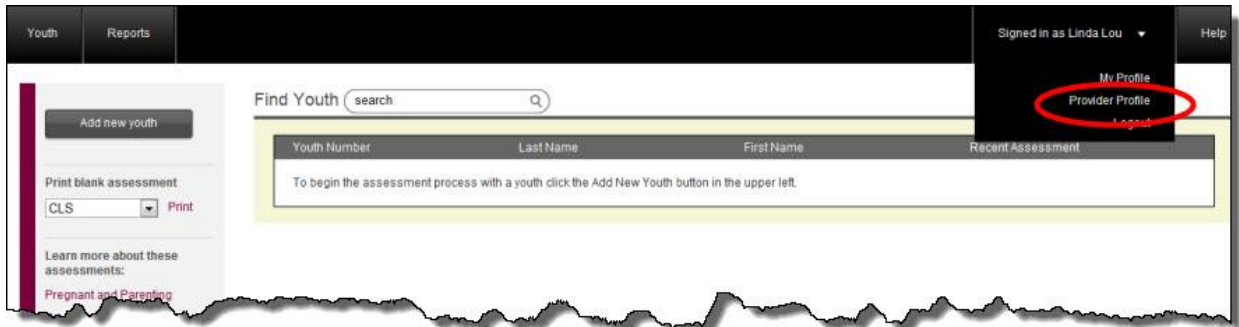 Youth Reports Signed in as Linda Lou Help
My Profile
Provider Profile
Logout
Find Youth search
Add new youth
Youth Number Last Name First Name Recent Assessment
To begin the assessment process with a youth click the Add New Youth button in the upper left.
Print blank assessment
CLS Print
Learn more about these
assessments:
Pregnant and Parenting